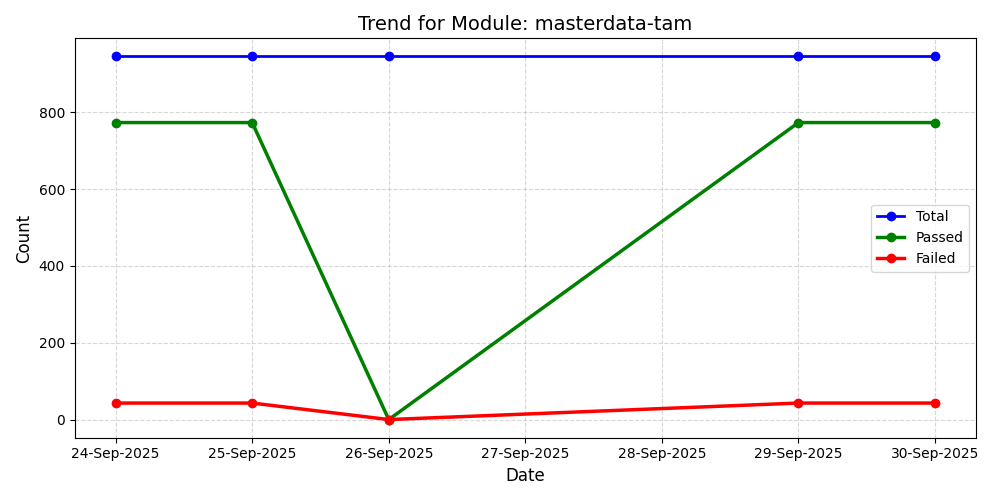 Trend for Module: masterdata-tam
800
600
400
200
0
Count
Total
Passed
Failed
24-Sep-2025 25-Sep-2025 26-Sep-2025 27-Sep-2025 28-Sep-2025 29-Sep-2025 30-Sep-2025
Date